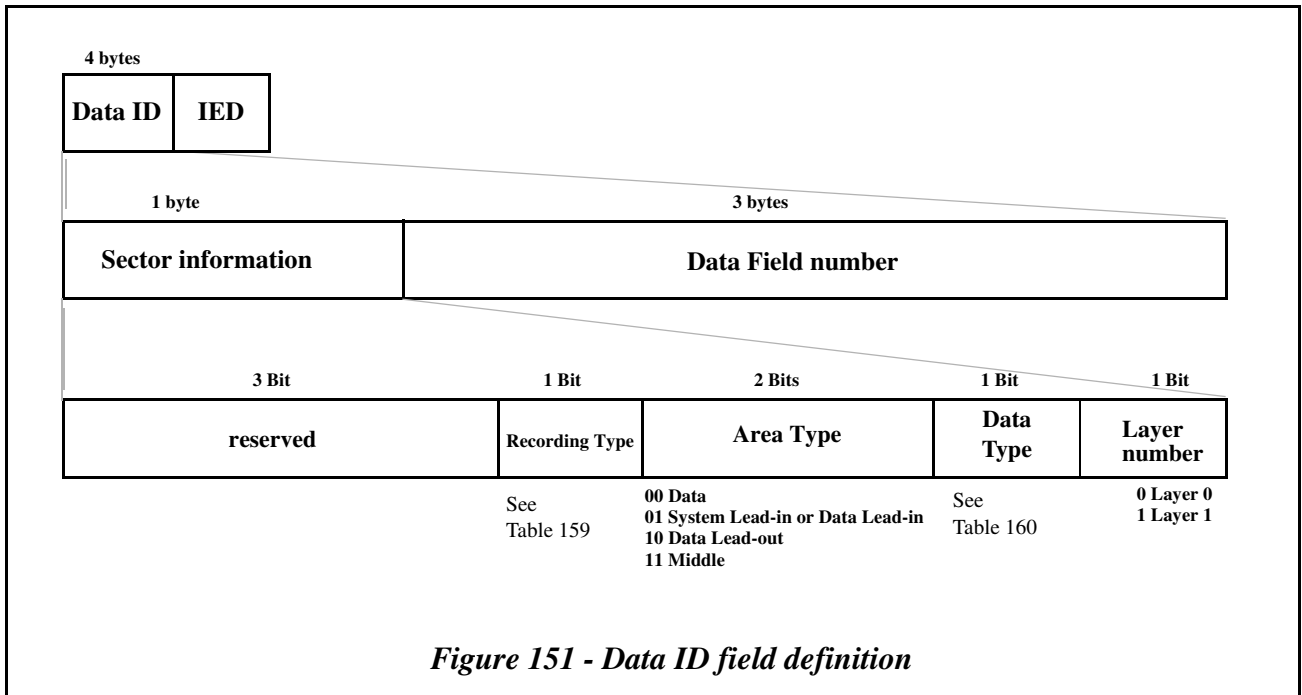 4 bytes
Data ID IED
1 byte 3 bytes
Sector information Data Field number
3 Bit 1 Bit 2 Bits 1 Bit 1 Bit
reserved Recording Type Area Type Data Type Layer number
See Table 159
00 Data
01 System Lead-in or Data Lead-in
10 Data Lead-out
11 Middle
See Table 160
0 Layer 0
1 Layer 1
Figure 151 - Data ID field definition